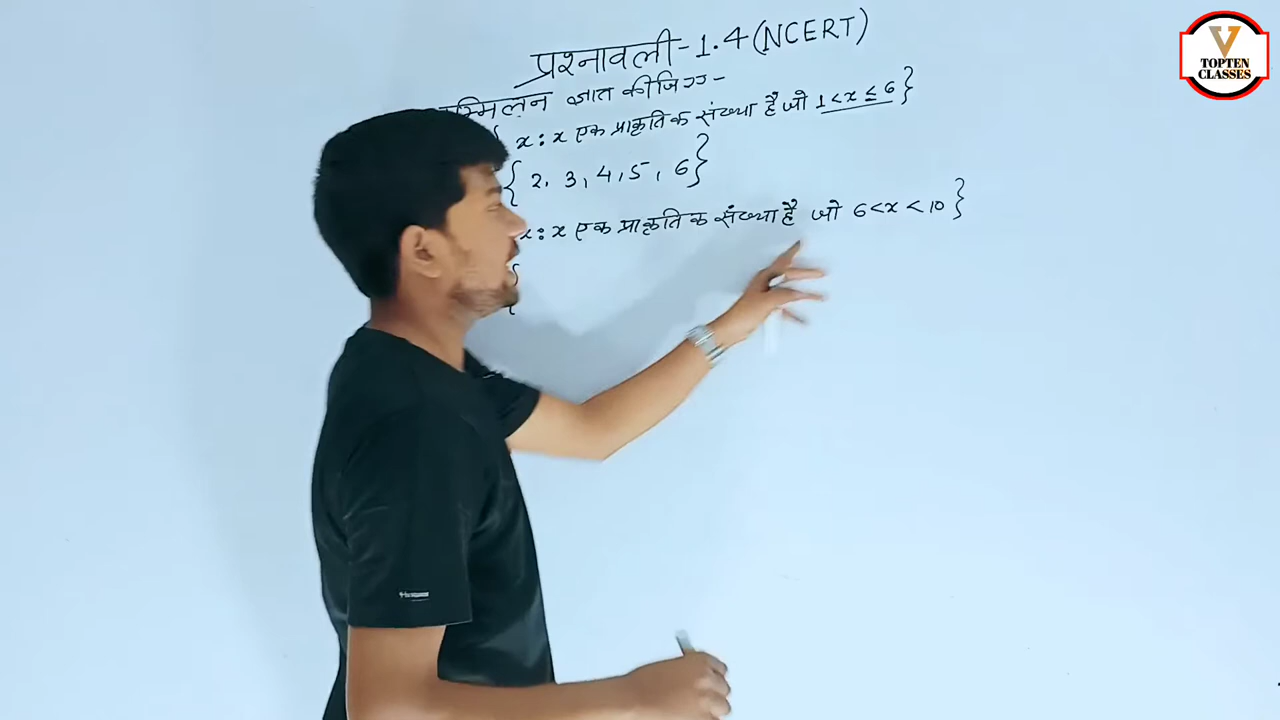 प्रश्नावली-1.4 (NCERT)
सम्मिलन ज्ञात कीजिए-
x : x एक प्राकृतिक संख्या है जो 1 < x ≤ 6 }
{ 2, 3, 4, 5, 6 }
x : x एक प्राकृतिक संख्या है जो 6 < x < 10 }
{
V
TOPTEN
CLASSES